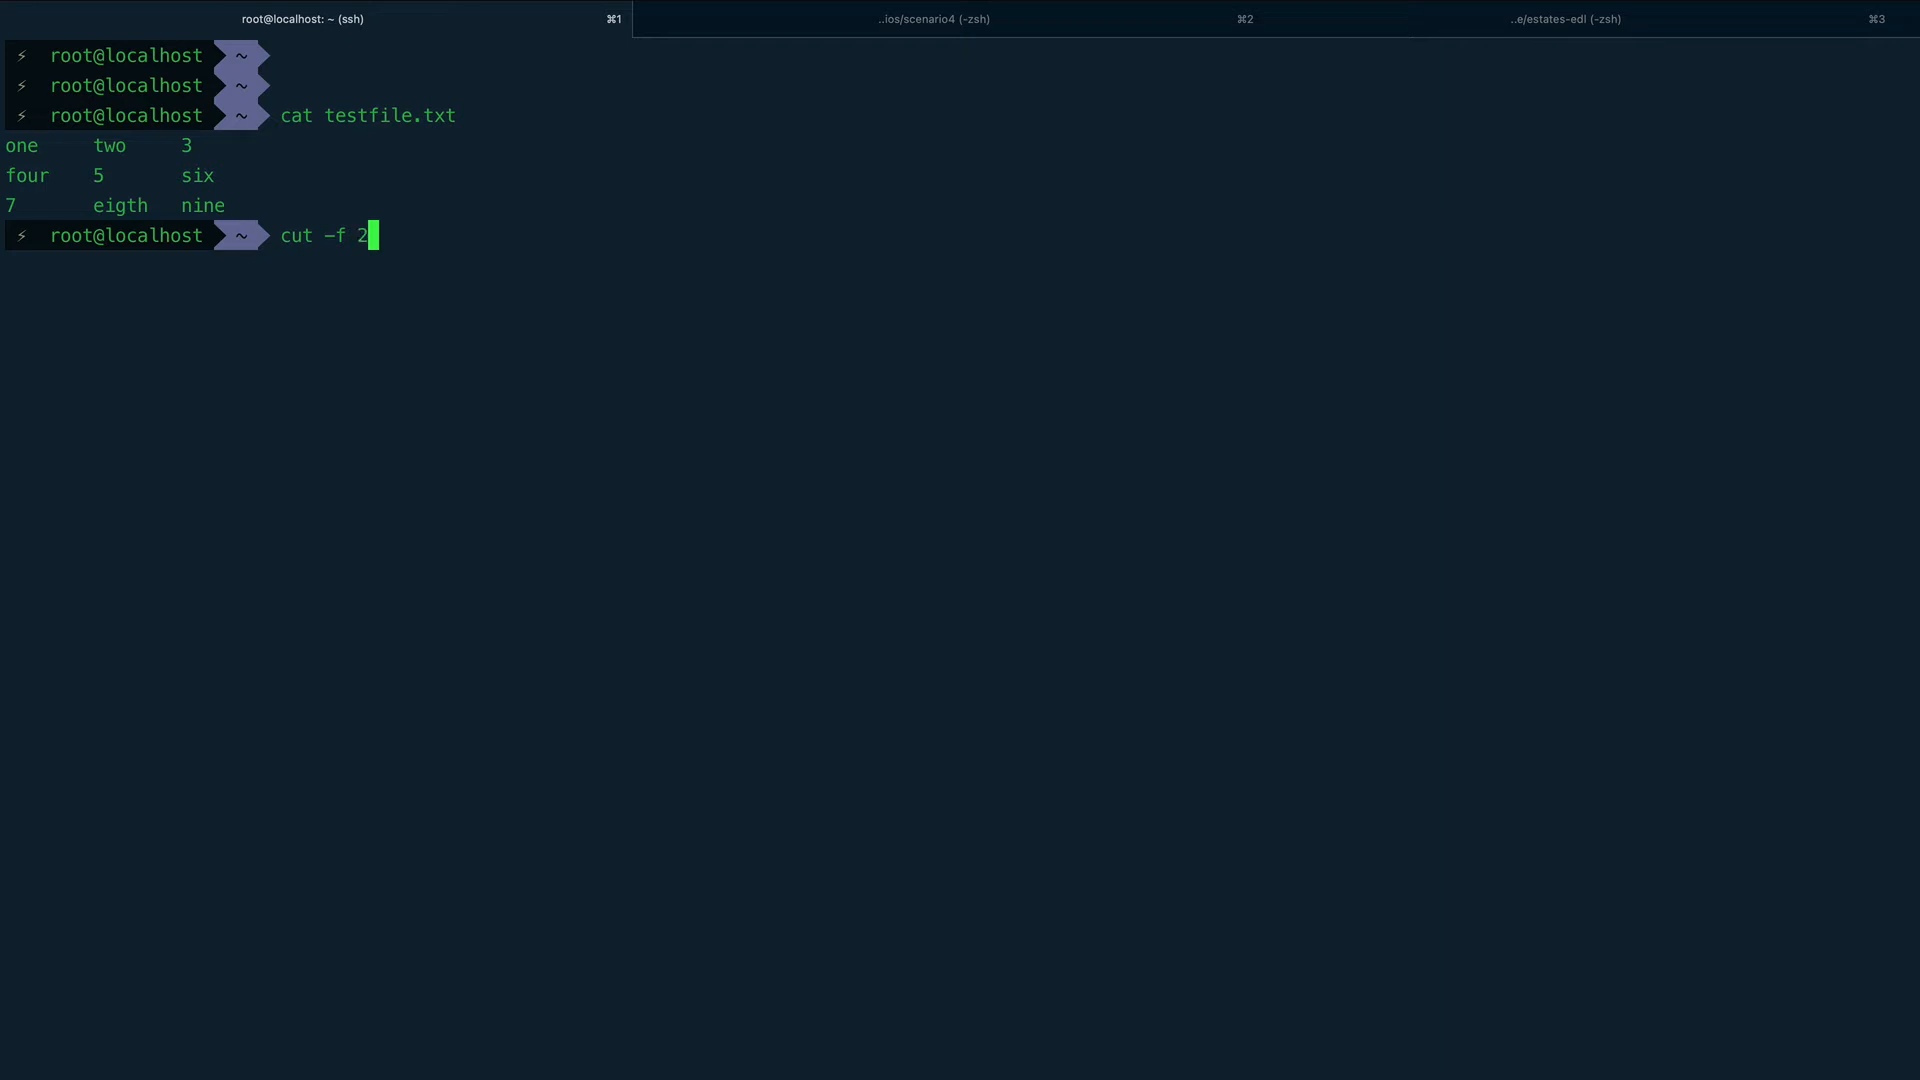 root@localhost: ~ (ssh) ⌘1 ..ios/scenario4 (-zsh) ⌘2 ..e/estates-edl (-zsh) ⌘3
⚡ root@localhost ~
⚡ root@localhost ~
⚡ root@localhost ~ cat testfile.txt
one two 3
four 5 six
7 eigth nine
⚡ root@localhost ~ cut -f 2